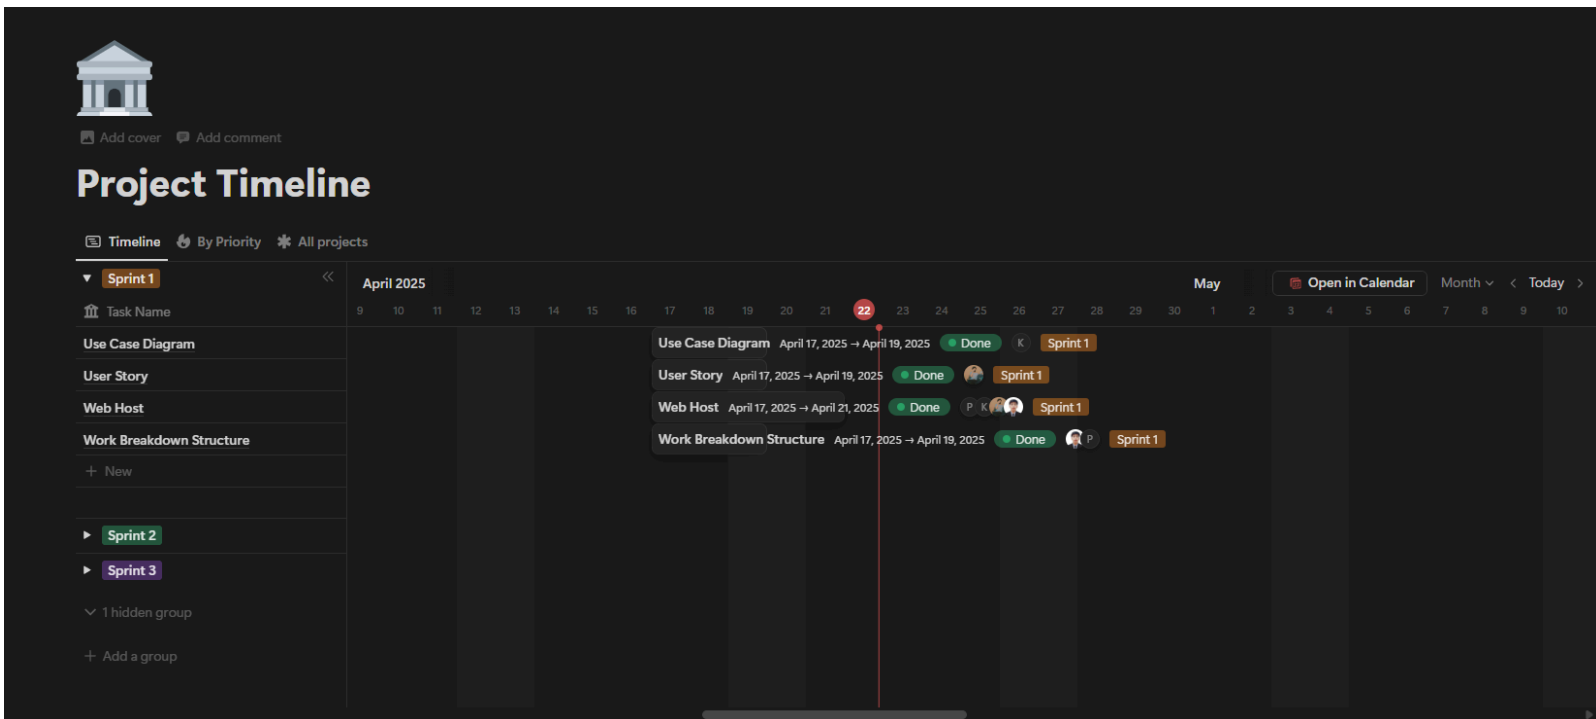 Add cover Add comment
Project Timeline
Timeline By Priority All projects
Sprint 1
April 2025 May Open in Calendar Month Today
Task Name
9 10 11 12 13 14 15 16 17 18 19 20 21 22 23 24 25 26 27 28 29 30 1 2 3 4 5 6 7 8 9 10
Use Case Diagram
Use Case Diagram April 17, 2025 → April 19, 2025 Done K Sprint 1
User Story
User Story April 17, 2025 → April 19, 2025 Done Sprint 1
Web Host
Web Host April 17, 2025 → April 21, 2025 Done P K Sprint 1
Work Breakdown Structure
Work Breakdown Structure April 17, 2025 → April 19, 2025 Done P Sprint 1
+ New
Sprint 2
Sprint 3
1 hidden group
+ Add a group